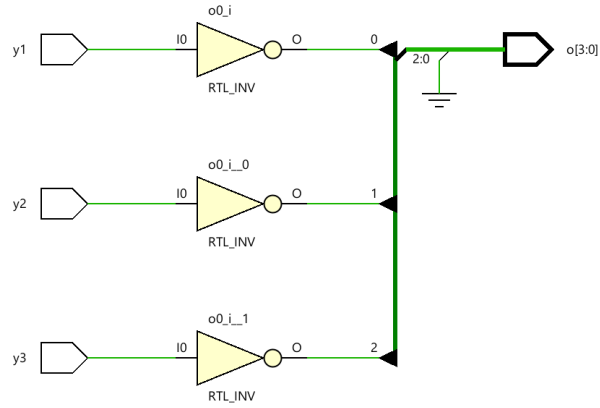 o0_i
y1
I0
O
0
2:0
o[3:0]
RTL_INV
o0_i__0
y2
I0
O
1
RTL_INV
o0_i__1
y3
I0
O
2
RTL_INV